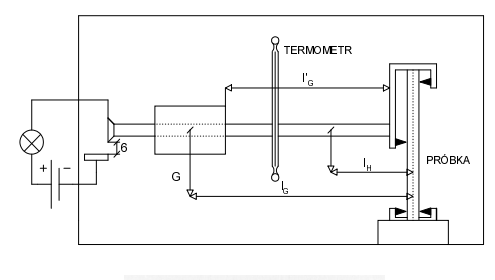 TERMOMETR
l'G
6
+
−
G
lH
PRÓBKA
lG